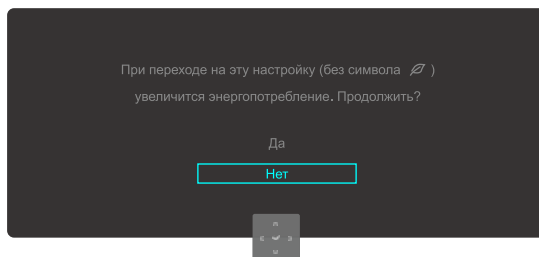 При переходе на эту настройку (без символа )
увеличится энергопотребление. Продолжить?
Да
Нет